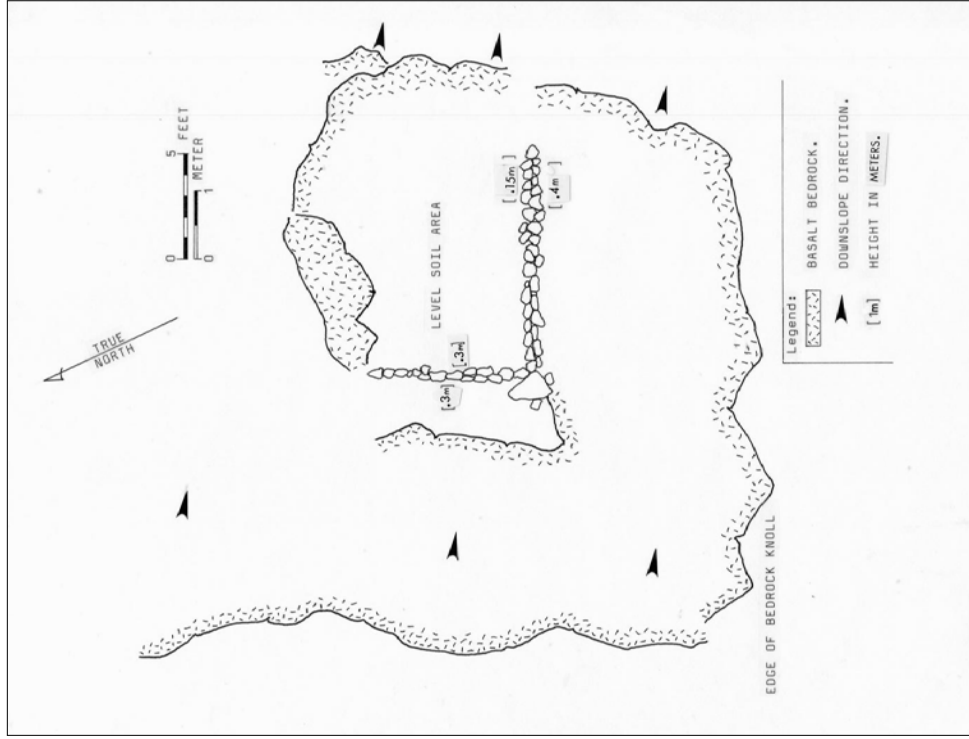 5
FEET
0
METER
0
1
TRUE
NORTH
LEVEL SOIL AREA
[ .15m ]
[ .4m ]
[.3m]
[.3m]
EDGE OF BEDROCK KNOLL
Legend:
BASALT BEDROCK.
DOWNSLOPE DIRECTION.
[ 1m ] HEIGHT IN METERS.